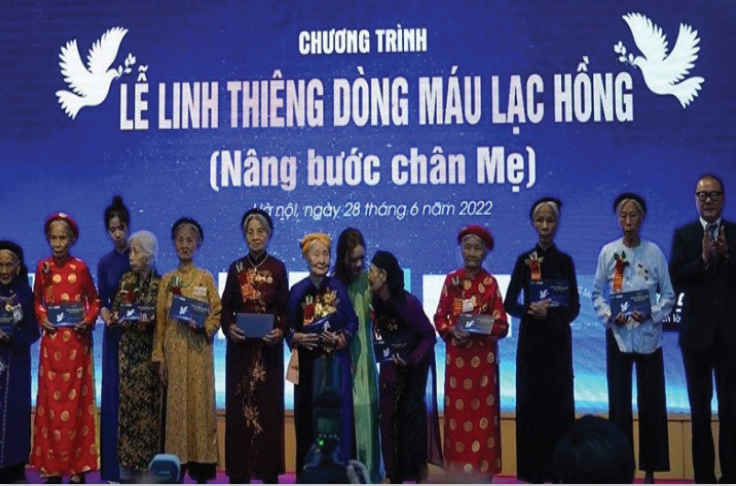 CHƯƠNG TRÌNH
LỄ LINH THIÊNG DÒNG MÁU LẠC HỒNG
(Nâng bước chân Mẹ)
Hà nội, ngày 28 tháng 6 năm 2022